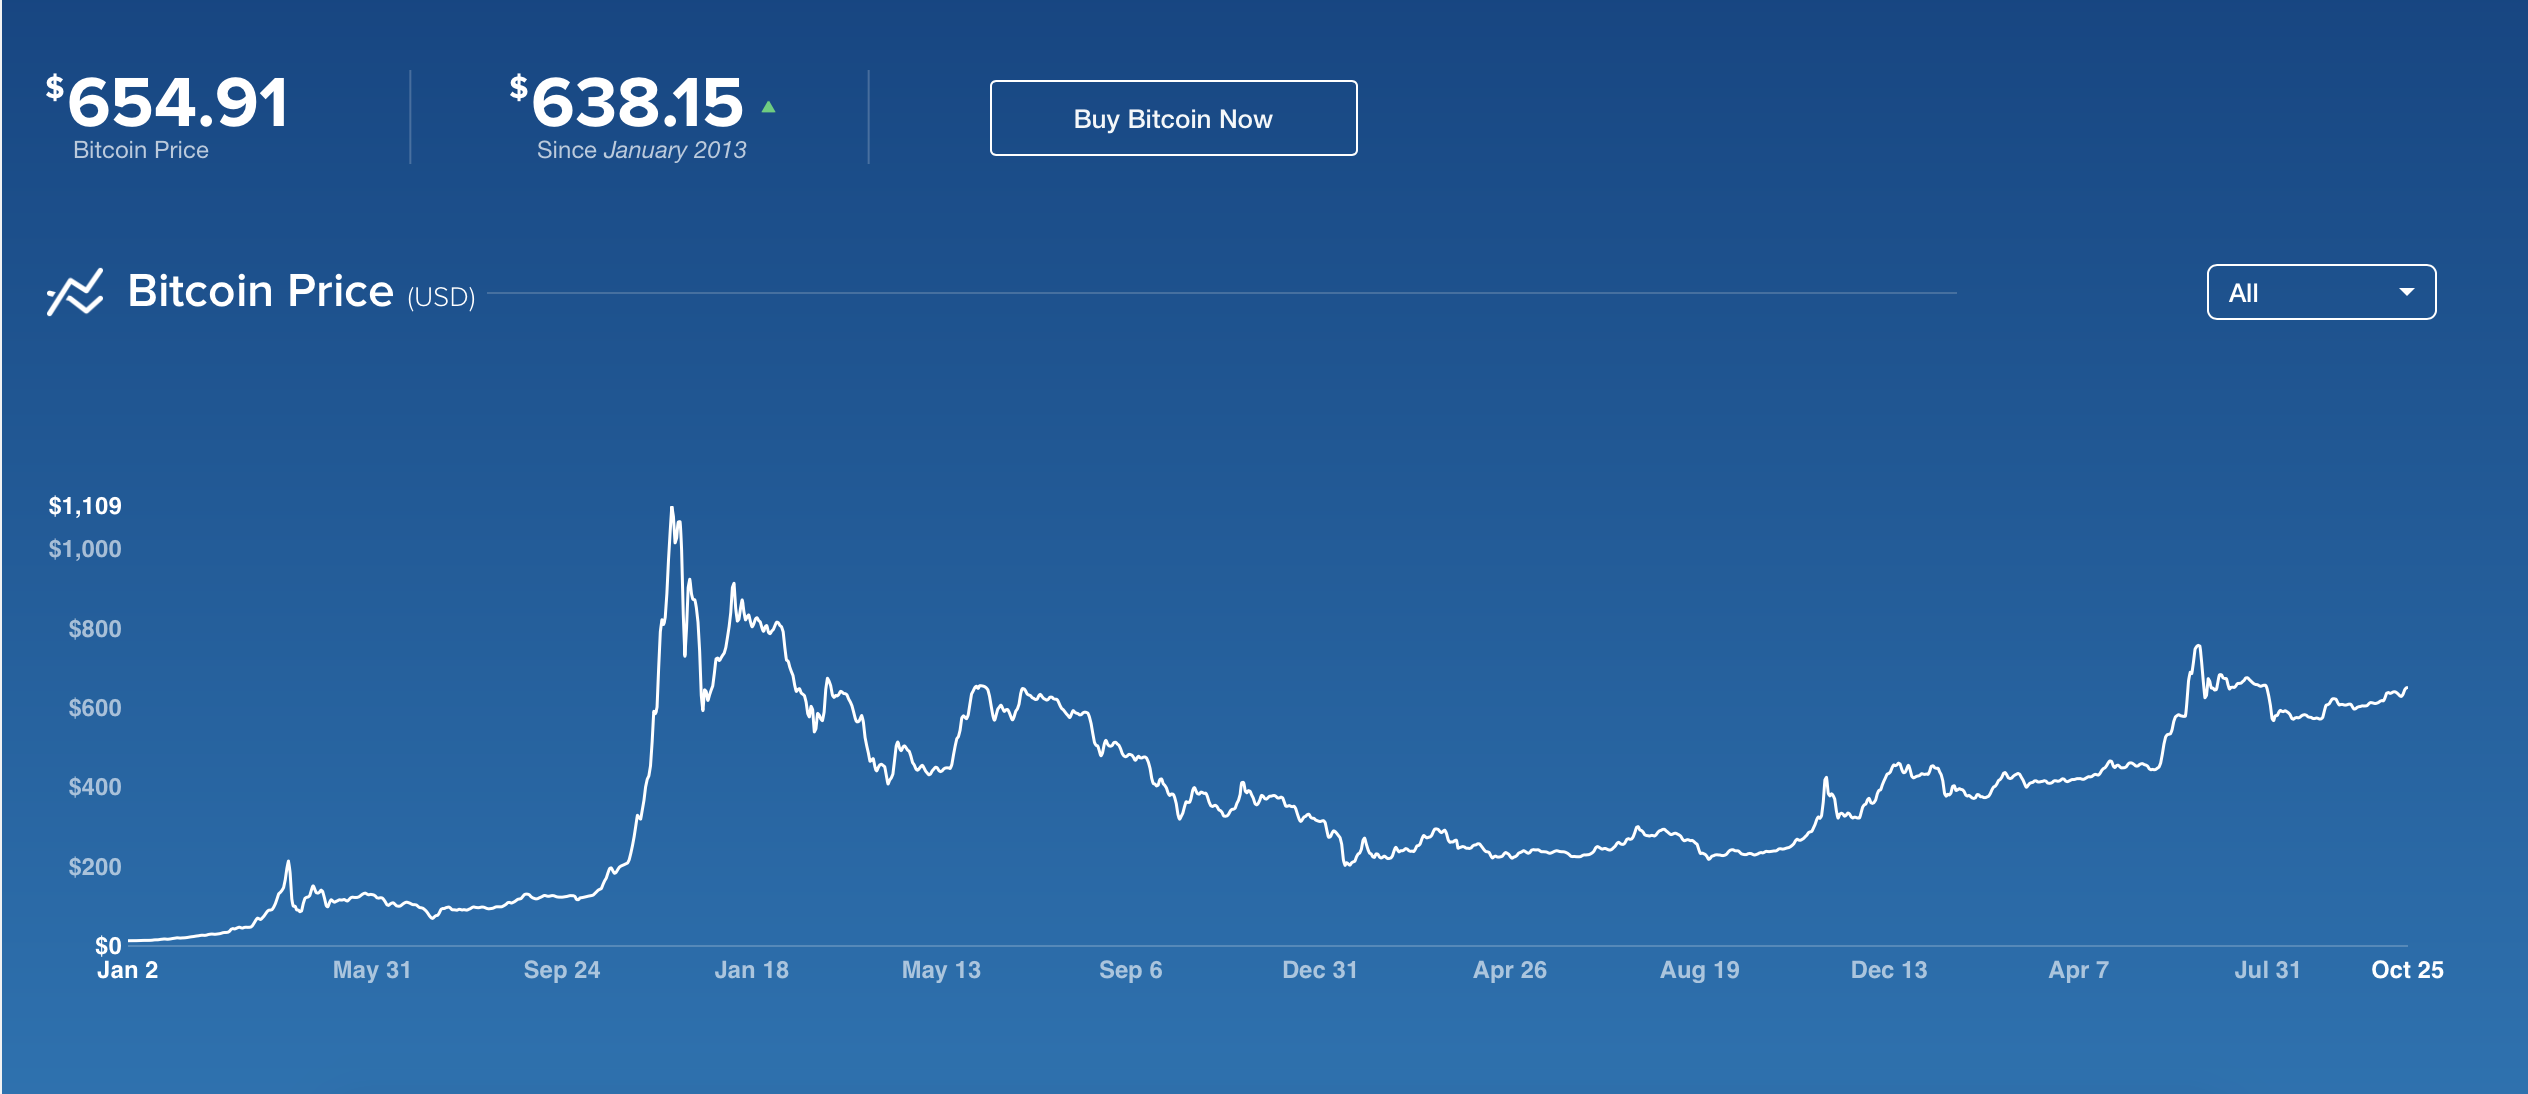 $654.91
Bitcoin Price
$638.15
Since January 2013
Buy Bitcoin Now
Bitcoin Price (USD)
All
$1,109
$1,000
$800
$600
$400
$200
$0
Jan 2 May 31 Sep 24 Jan 18 May 13 Sep 6 Dec 31 Apr 26 Aug 19 Dec 13 Apr 7 Jul 31 Oct 25